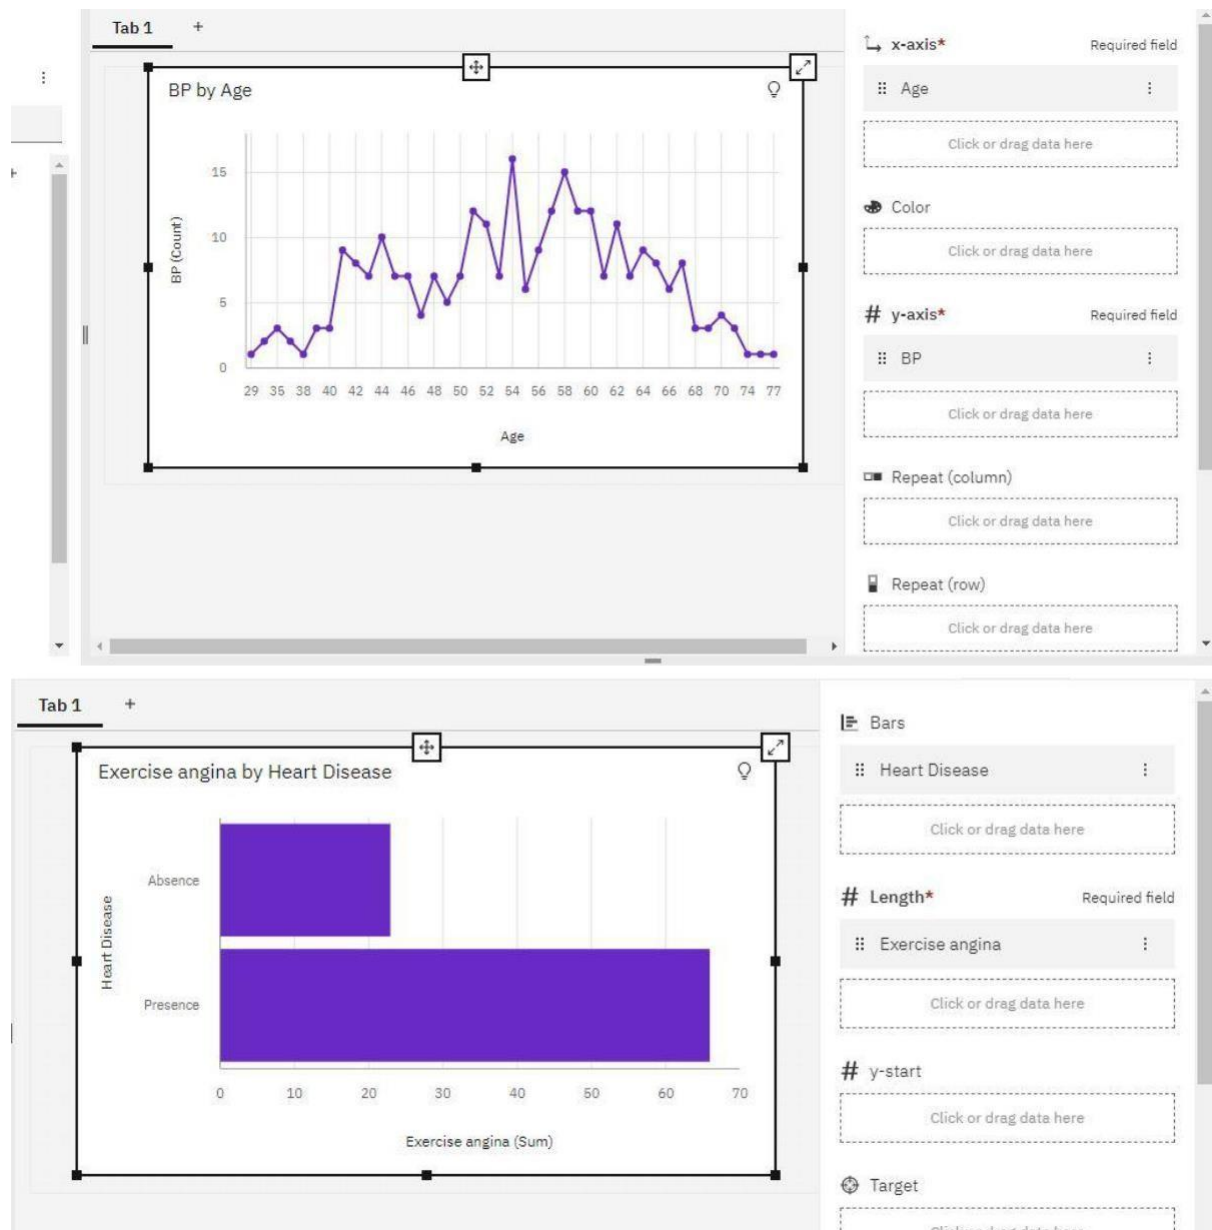 Tab 1 +
BP by Age
15
10
5
0
BP (Count)
29 35 38 40 42 44 46 48 50 52 54 56 58 60 62 64 66 68 70 74 77
Age
x-axis* Required field
Age
Click or drag data here
Color
Click or drag data here
# y-axis* Required field
BP
Click or drag data here
Repeat (column)
Click or drag data here
Repeat (row)
Click or drag data here
Tab 1 +
Exercise angina by Heart Disease
Heart Disease
Absence
Presence
0 10 20 30 40 50 60 70
Exercise angina (Sum)
Bars
Heart Disease
Click or drag data here
# Length* Required field
Exercise angina
Click or drag data here
# y-start
Click or drag data here
Target
Click or drag data here